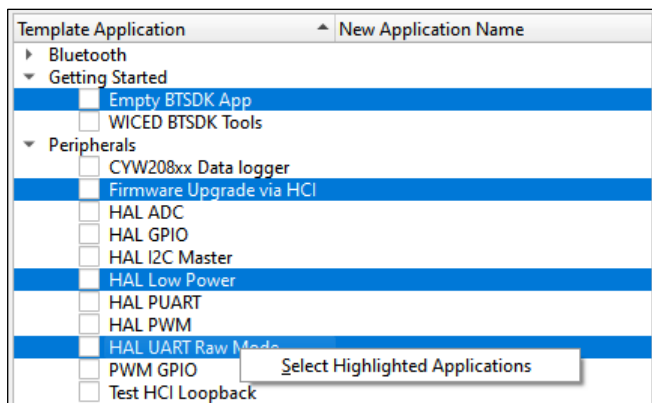 Template Application New Application Name
Bluetooth
Getting Started
Empty BTSDK App
WICED BTSDK Tools
Peripherals
CYW208xx Data logger
Firmware Upgrade via HCI
HAL ADC
HAL GPIO
HAL I2C Master
HAL Low Power
HAL PUART
HAL PWM
HAL UART Raw Mode
Select Highlighted Applications
PWM GPIO
Test HCI Loopback